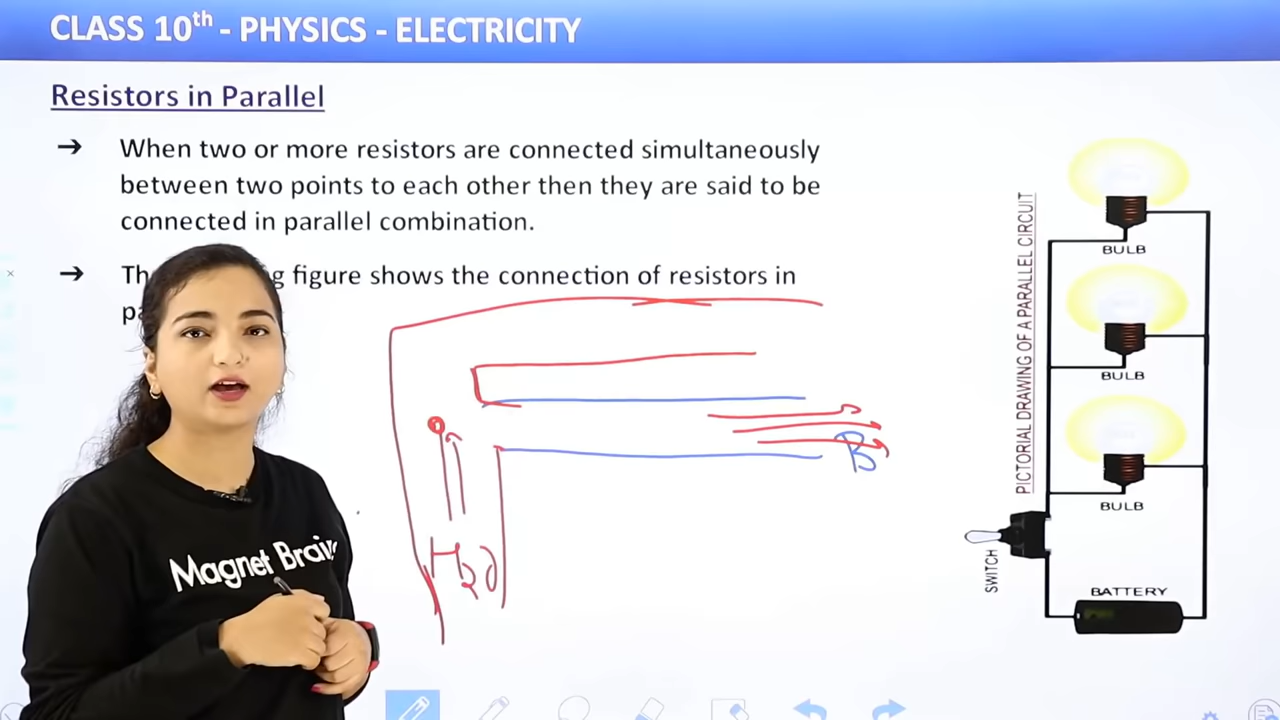 CLASS 10th - PHYSICS - ELECTRICITY
Resistors in Parallel
➔ When two or more resistors are connected simultaneously
between two points to each other then they are said to be
connected in parallel combination.
➔ figure shows the connection of resistors in
H2O
B
Magnet Brain
PICTORIAL DRAWING OF A PARALLEL CIRCUIT
BULB
BULB
BULB
SWITCH
BATTERY